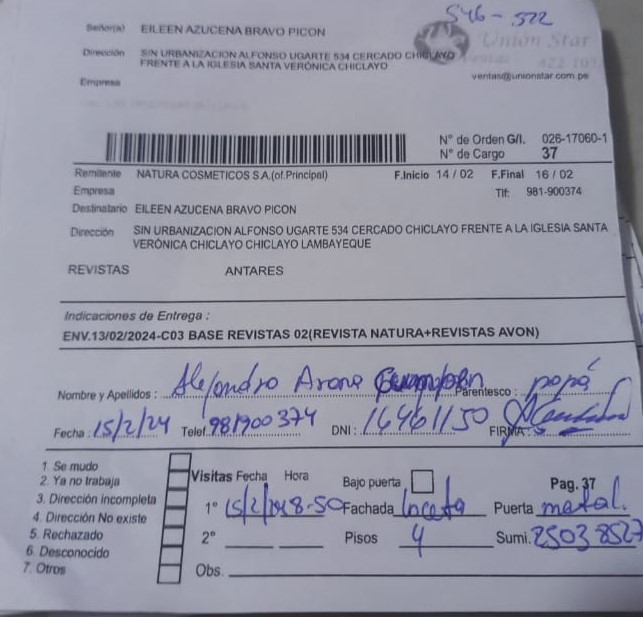 546-522
Señor(a) EILEEN AZUCENA BRAVO PICON
Unión Star
Dirección SIN URBANIZACION ALFONSO UGARTE 534 CERCADO CHICLAYO
FRENTE A LA IGLESIA SANTA VERÓNICA CHICLAYO
ventas@unionstar.com.pe
Empresa
N° de Orden G/I. 026-17060-1
N° de Cargo 37
Remitente NATURA COSMETICOS S.A.(of.Principal) F.Inicio 14 / 02 F.Final 16 / 02
Empresa Tlf: 981-900374
Destinatario EILEEN AZUCENA BRAVO PICON
Dirección SIN URBANIZACION ALFONSO UGARTE 534 CERCADO CHICLAYO FRENTE A LA IGLESIA SANTA
VERÓNICA CHICLAYO CHICLAYO LAMBAYEQUE
REVISTAS ANTARES
Indicaciones de Entrega :
ENV.13/02/2024-C03 BASE REVISTAS 02(REVISTA NATURA+REVISTAS AVON)
Nombre y Apellidos : Alejandro Arana Parentesco : papá
Fecha : 15/2/24 Telef. 981900374 DNI : 16461150 FIRMA :
1. Se mudo
2. Ya no trabaja
3. Dirección incompleta
4. Dirección No existe
5. Rechazado
6. Desconocido
7. Otros
Visitas Fecha Hora Bajo puerta Pag. 37
1° 15/2/24 8-50 Fachada loceta Puerta metal.
2° Pisos 4 Sumi. 25038527
Obs.